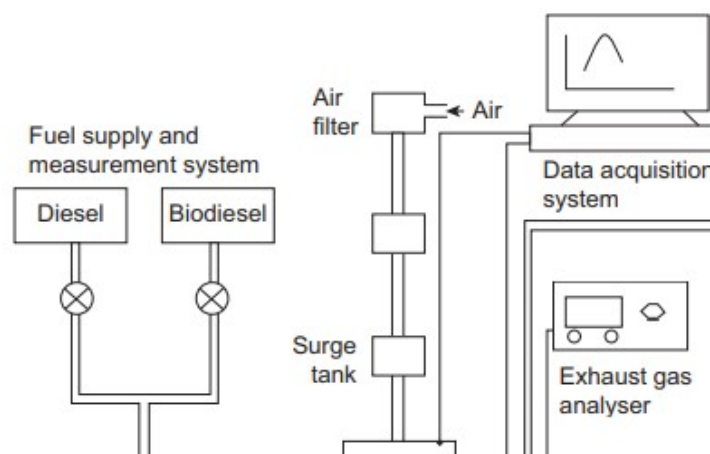 Fuel supply and
measurement system
Diesel
Biodiesel
Air
filter
Air
Surge
tank
Data acquisition
system
Exhaust gas
analyser